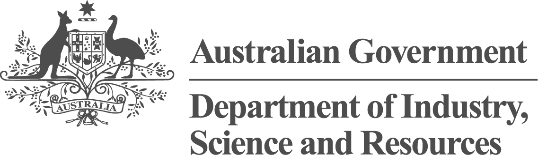 Australian Government
AUSTRALIA
Department of Industry,
Science and Resources